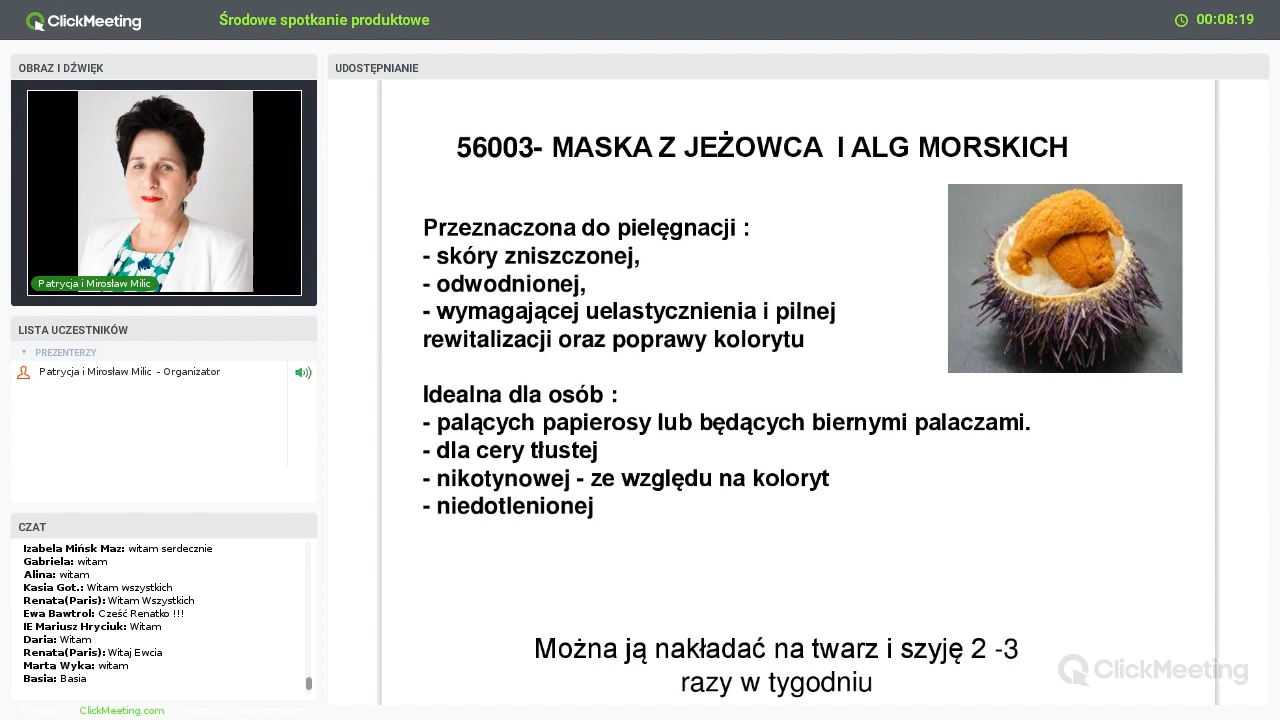 ClickMeeting
Środowe spotkanie produktowe
00:08:19
OBRAZ I DŹWIĘK
Patrycja i Mirosław Milic
LISTA UCZESTNIKÓW
PREZENTERZY
Patrycja i Mirosław Milic - Organizator
CZAT
Izabela Mińsk Maz: witam serdecznie
Gabriela: witam
Alina: witam
Kasia Got.: Witam wszystkich
Renata(Paris): Witam Wszystkich
Ewa Bawtrol: Cześć Renatko !!!
IE Mariusz Hryciuk: Witam
Daria: Witam
Renata(Paris): Witaj Ewcia
Marta Wyka: witam
Basia: Basia
ClickMeeting.com
UDOSTĘPNIANIE
56003- MASKA Z JEŻOWCA I ALG MORSKICH
Przeznaczona do pielęgnacji :
- skóry zniszczonej,
- odwodnionej,
- wymagającej uelastycznienia i pilnej
rewitalizacji oraz poprawy kolorytu
Idealna dla osób :
- palących papierosy lub będących biernymi palaczami.
- dla cery tłustej
- nikotynowej - ze względu na koloryt
- niedotlenionej
Można ją nakładać na twarz i szyję 2 -3
razy w tygodniu
ClickMeeting